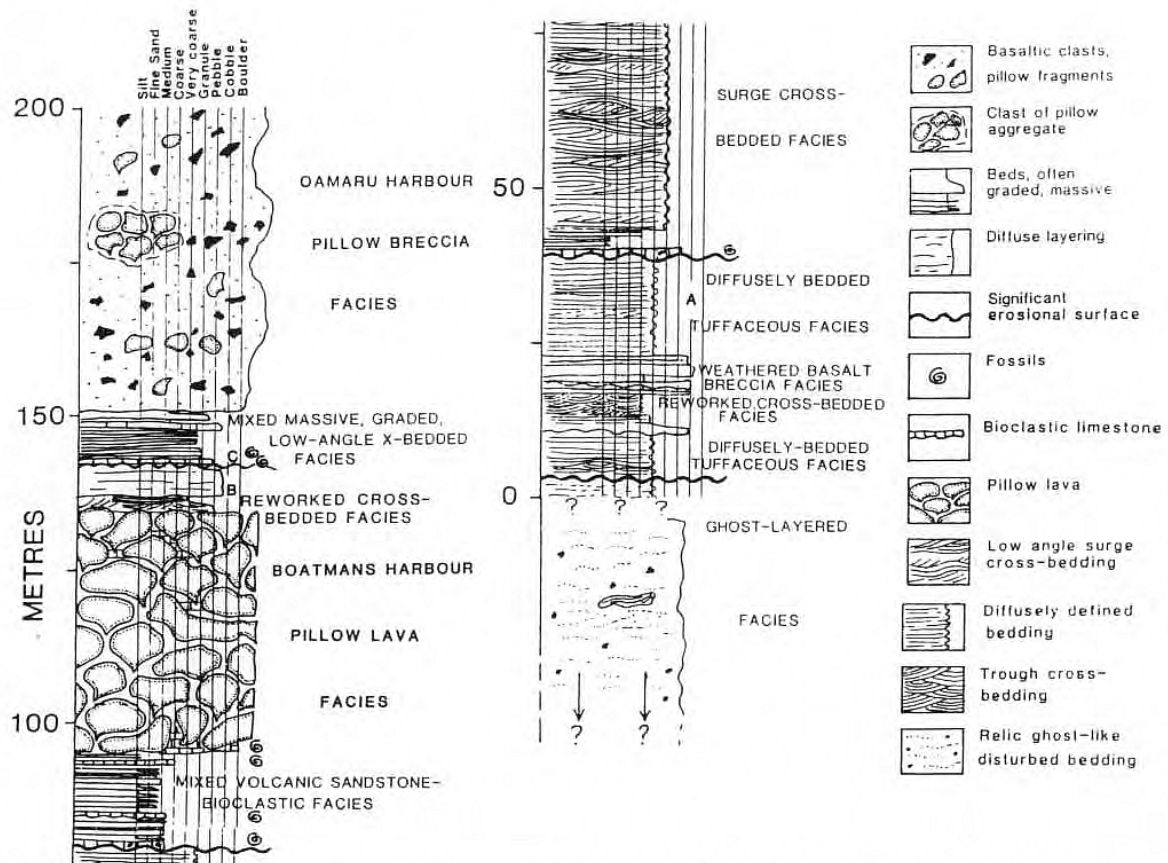 Silt
Fine Sand
Medium
Coarse
Very coarse
Granule
Pebble
Cobble
Boulder
200
150
100
METRES
OAMARU HARBOUR
PILLOW BRECCIA
FACIES
MIXED MASSIVE, GRADED,
LOW-ANGLE X-BEDDED
FACIES
C
B
REWORKED CROSS-
BEDDED FACIES
BOATMANS HARBOUR
PILLOW LAVA
FACIES
MIXED VOLCANIC SANDSTONE-
BIOCLASTIC FACIES
50
0
SURGE CROSS-
BEDDED FACIES
DIFFUSELY BEDDED
A
TUFFACEOUS FACIES
WEATHERED BASALT
BRECCIA FACIES
REWORKED CROSS-BEDDED
FACIES
DIFFUSELY-BEDDED
TUFFACEOUS FACIES
? ? ?
GHOST-LAYERED
FACIES
? ?
Basaltic clasts,
pillow fragments
Clast of pillow
aggregate
Beds, often
graded, massive
Diffuse layering
Significant
erosional surface
Fossils
Bioclastic limestone
Pillow lava
Low angle surge
cross-bedding
Diffusely defined
bedding
Trough cross-
bedding
Relic ghost-like
disturbed bedding